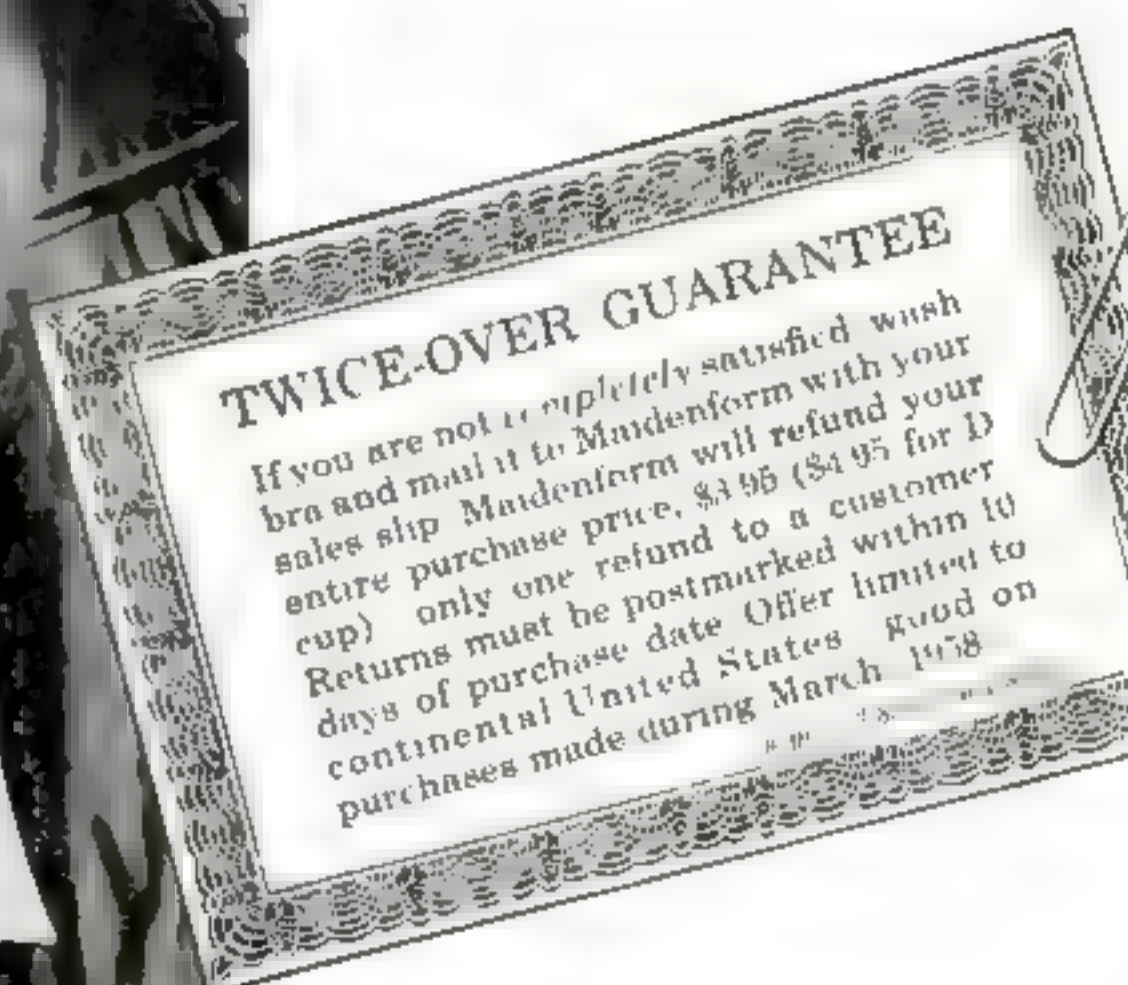 TWICE-OVER GUARANTEE
If you are not completely satisfied wash
bra and mail it to Maidenform with your
sales slip Maidenform will refund your
entire purchase price, $3.95 ($4.95 for D
cup) only one refund to a customer
Returns must be postmarked within 10
days of purchase date Offer limited to
continental United States good on
purchases made during March 1958